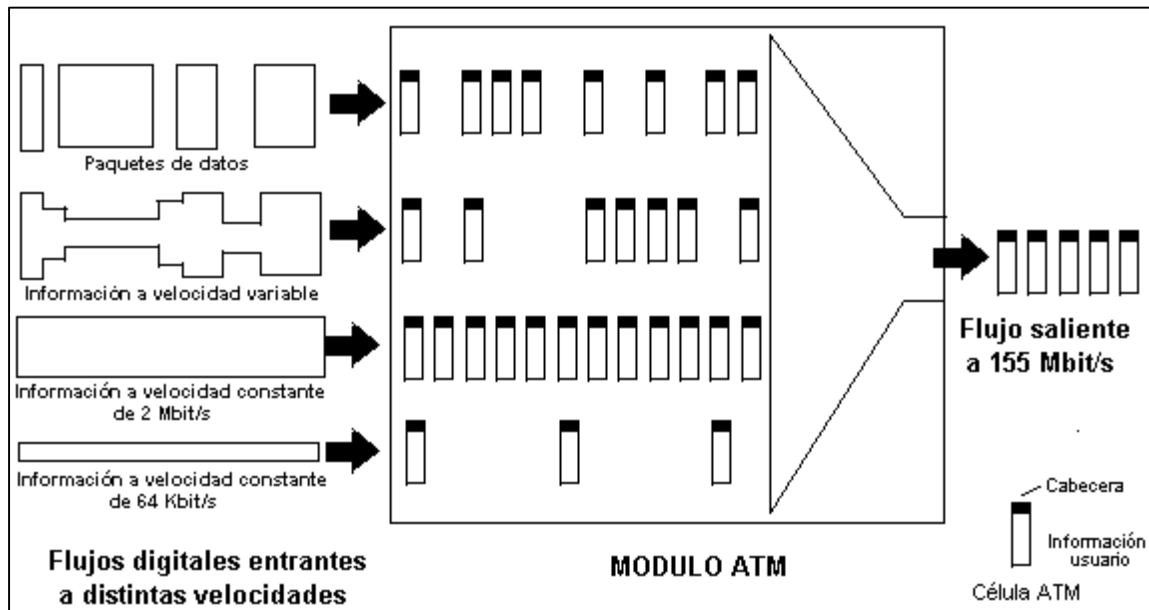 Paquetes de datos
Información a velocidad variable
Información a velocidad constante
de 2 Mbit/s
Información a velocidad constante
de 64 Kbit/s
Flujos digitales entrantes
a distintas velocidades
MODULO ATM
Flujo saliente
a 155 Mbit/s
Cabecera
Información
usuario
Célula ATM